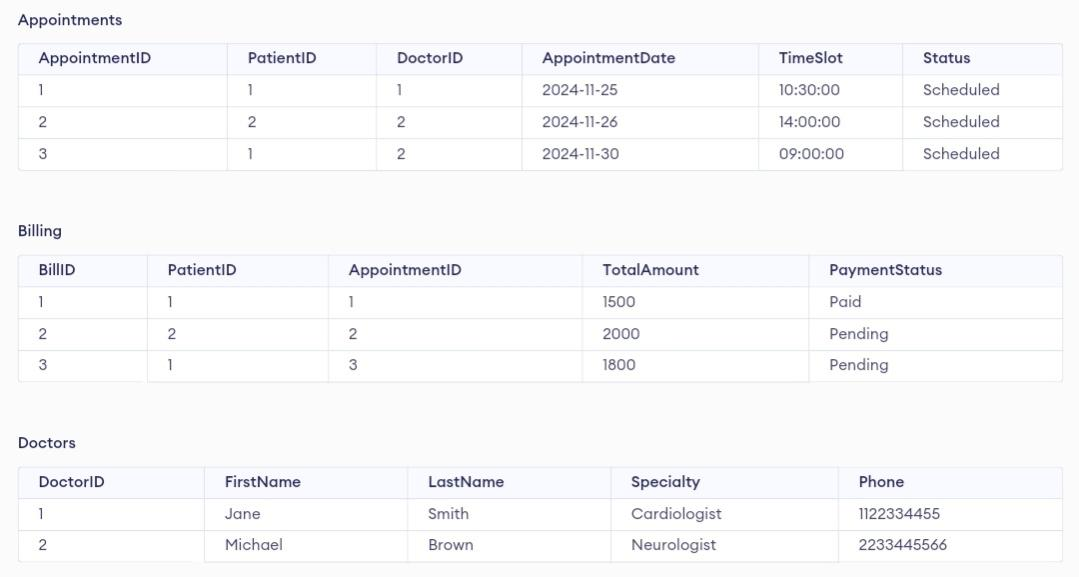 Appointments
AppointmentID PatientID DoctorID AppointmentDate TimeSlot Status
1 1 1 2024-11-25 10:30:00 Scheduled
2 2 2 2024-11-26 14:00:00 Scheduled
3 1 2 2024-11-30 09:00:00 Scheduled
Billing
BillID PatientID AppointmentID TotalAmount PaymentStatus
1 1 1 1500 Paid
2 2 2 2000 Pending
3 1 3 1800 Pending
Doctors
DoctorID FirstName LastName Specialty Phone
1 Jane Smith Cardiologist 1122334455
2 Michael Brown Neurologist 2233445566